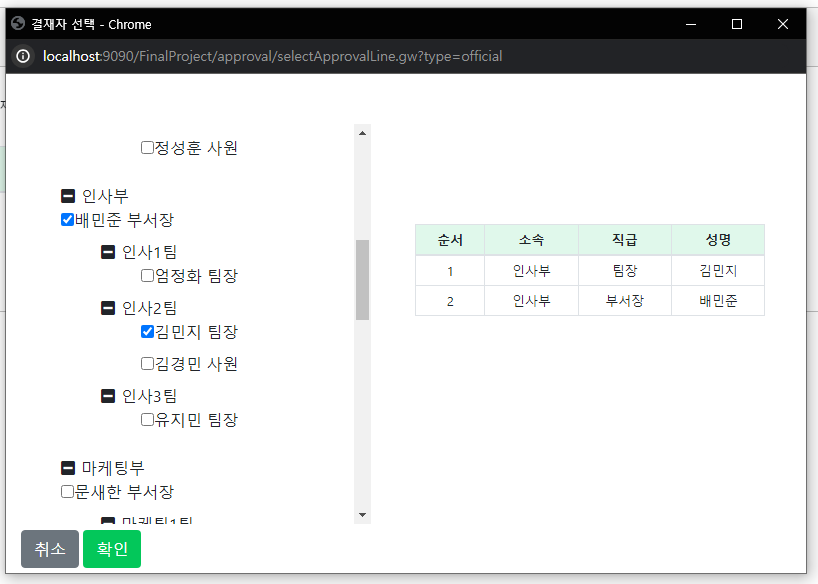 결재자 선택 - Chrome
localhost:9090/FinalProject/approval/selectApprovalLine.gw?type=official
정성훈 사원
인사부
배민준 부서장
인사1팀
엄정화 팀장
인사2팀
김민지 팀장
김경민 사원
인사3팀
유지민 팀장
마케팅부
문새한 부서장
마케팅1팀
순서 소속 직급 성명
1 인사부 팀장 김민지
2 인사부 부서장 배민준
취소 확인